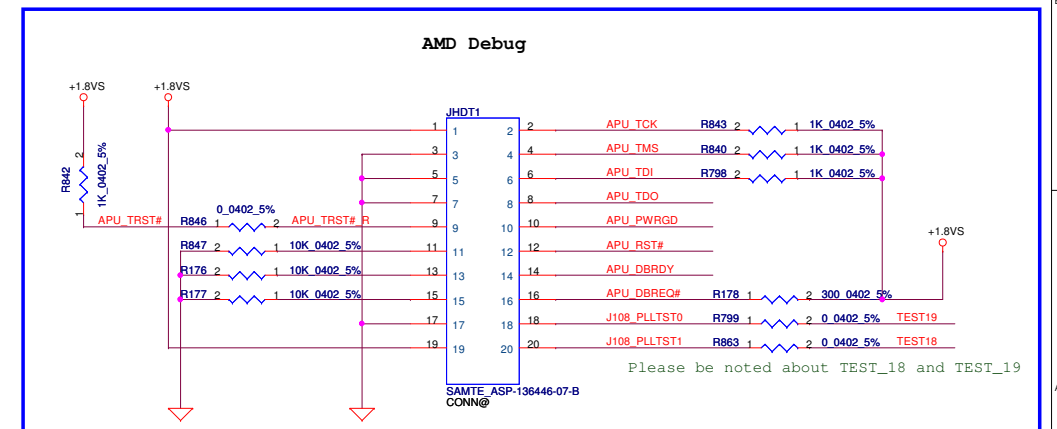 AMD Debug
+1.8VS
+1.8VS
JHDT1
1 1 2 2 APU_TCK R843 2 1 1K_0402_5%
3 3 4 4 APU_TMS R840 2 1 1K_0402_5%
R842 2 1 1K_0402_5%
5 5 6 6 APU_TDI R798 2 1 1K_0402_5%
7 7 8 8 APU_TDO
APU_TRST# R846 1 0_0402_5% 2 APU_TRST#_R 9 9 10 10 APU_PWRGD
+1.8VS
R847 2 1 10K_0402_5% 11 11 12 12 APU_RST#
R176 2 1 10K_0402_5% 13 13 14 14 APU_DBRDY
R177 2 1 10K_0402_5% 15 15 16 16 APU_DBREQ# R178 1 2 300_0402_5%
17 17 18 18 J108_PLLTST0 R799 1 2 0_0402_5% TEST19
19 19 20 20 J108_PLLTST1 R863 1 2 0_0402_5% TEST18
Please be noted about TEST_18 and TEST_19
SAMTE_ASP-136446-07-B
CONN@